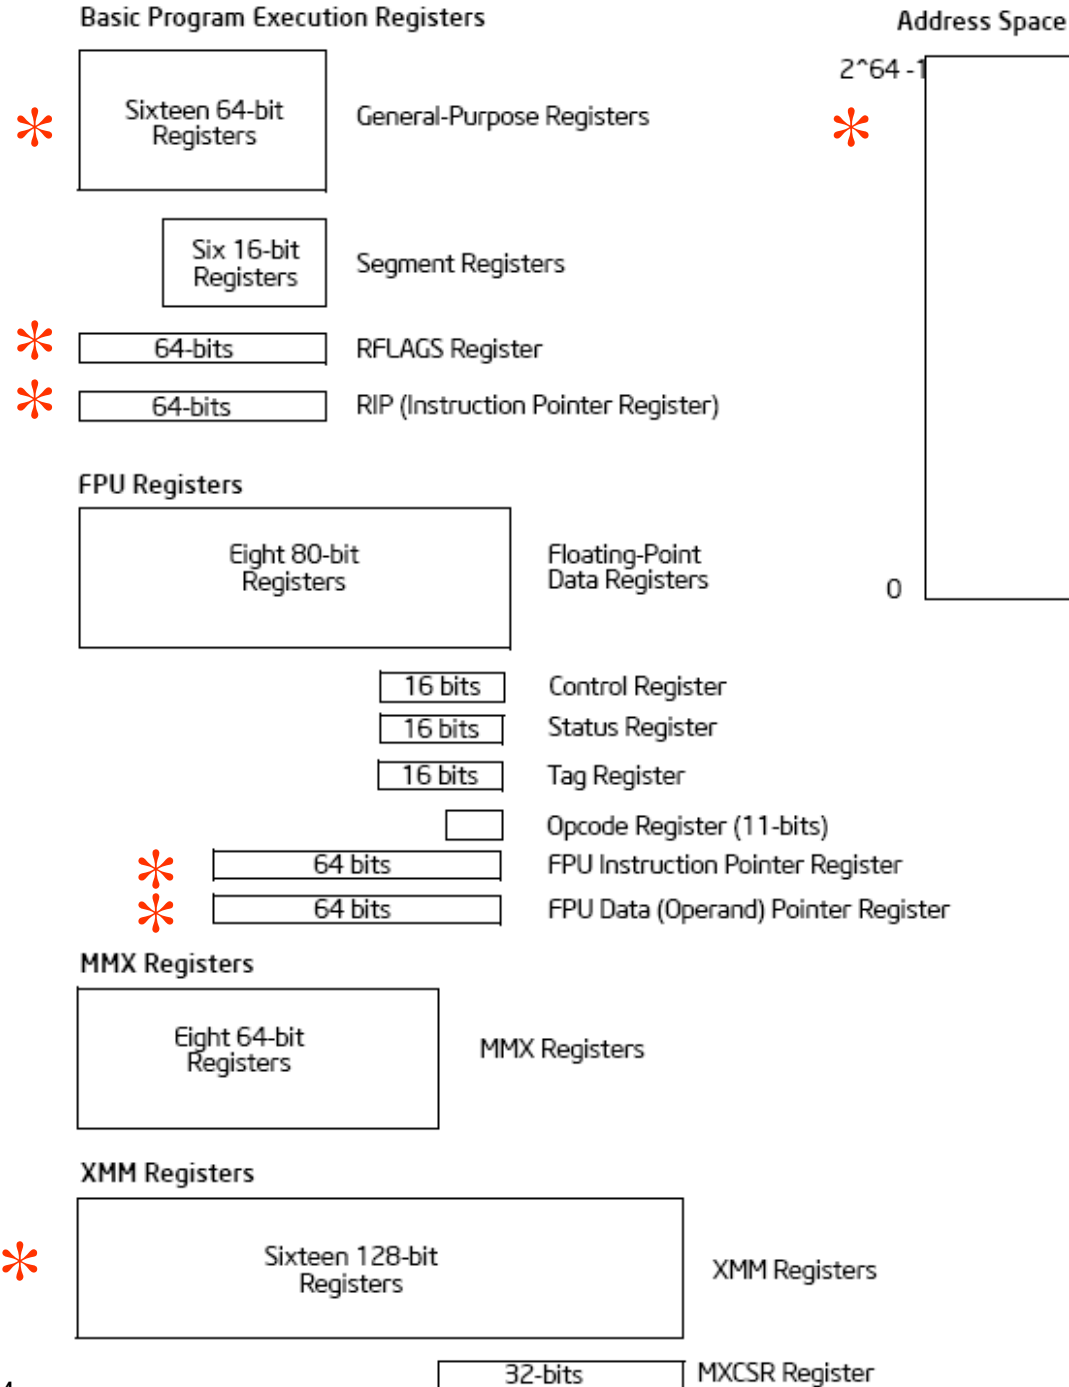 Basic Program Execution Registers
Address Space
2^64 -1
Sixteen 64-bit
Registers
General-Purpose Registers
Six 16-bit
Registers
Segment Registers
64-bits
RFLAGS Register
64-bits
RIP (Instruction Pointer Register)
FPU Registers
Eight 80-bit
Registers
Floating-Point
Data Registers
0
16 bits
Control Register
16 bits
Status Register
16 bits
Tag Register
Opcode Register (11-bits)
64 bits
FPU Instruction Pointer Register
64 bits
FPU Data (Operand) Pointer Register
MMX Registers
Eight 64-bit
Registers
MMX Registers
XMM Registers
Sixteen 128-bit
Registers
XMM Registers
32-bits
MXCSR Register